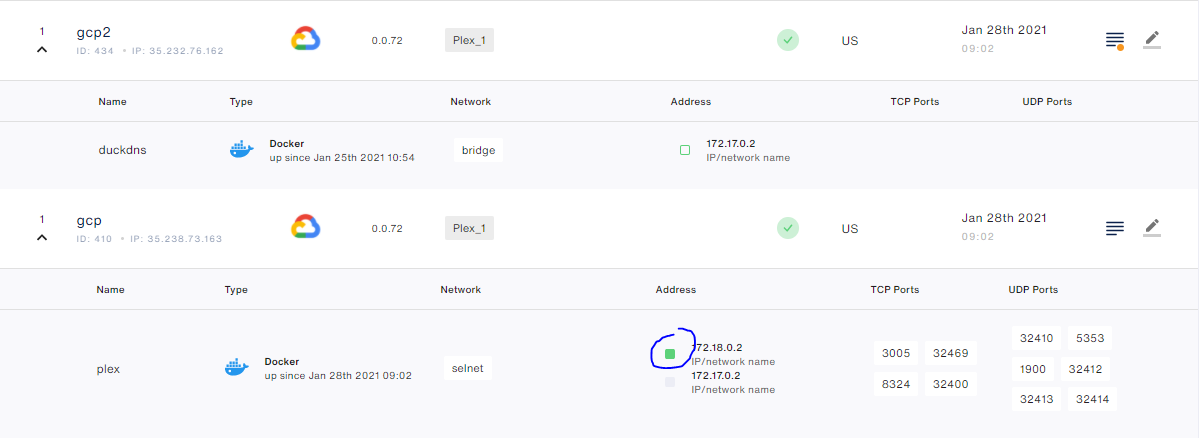 1 gcp2 0.0.72 Plex_1 US Jan 28th 2021
ID: 434 • IP: 35.232.76.162 09:02
Name Type Network Address TCP Ports UDP Ports
duckdns Docker bridge 172.17.0.2
up since Jan 25th 2021 10:54 IP/network name
1 gcp 0.0.72 Plex_1 US Jan 28th 2021
ID: 410 • IP: 35.238.73.163 09:02
Name Type Network Address TCP Ports UDP Ports
plex Docker selnet 172.18.0.2 3005 32469 32410 5353
up since Jan 28th 2021 09:02 IP/network name 8324 32400 1900 32412
172.17.0.2 32413 32414
IP/network name